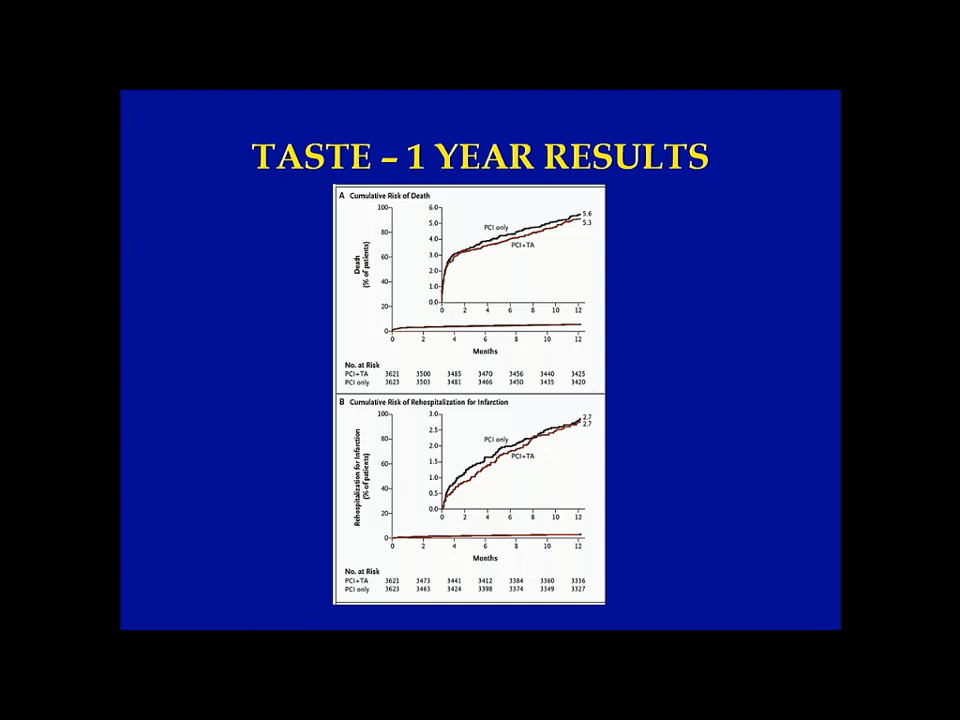 TASTE – 1 YEAR RESULTS
A Cumulative Risk of Death
Death
(% of patients)
100
80
60
40
20
0
6.0
5.0
4.0
3.0
2.0
1.0
0.0
PCI only
PCI+TA
5.6
5.3
0 2 4 6 8 10 12
0 2 4 6 8 10 12
Months
No. at Risk
PCI+TA 3621 3500 3485 3470 3456 3440 3425
PCI only 3623 3503 3481 3466 3450 3435 3420
B Cumulative Risk of Rehospitalization for Infarction
Rehospitalization for Infarction
(% of patients)
100
80
60
40
20
0
3.0
2.5
2.0
1.5
1.0
0.5
0.0
PCI only
PCI+TA
2.7
2.7
0 2 4 6 8 10 12
0 2 4 6 8 10 12
Months
No. at Risk
PCI+TA 3621 3473 3441 3412 3384 3360 3336
PCI only 3623 3463 3424 3398 3374 3349 3327